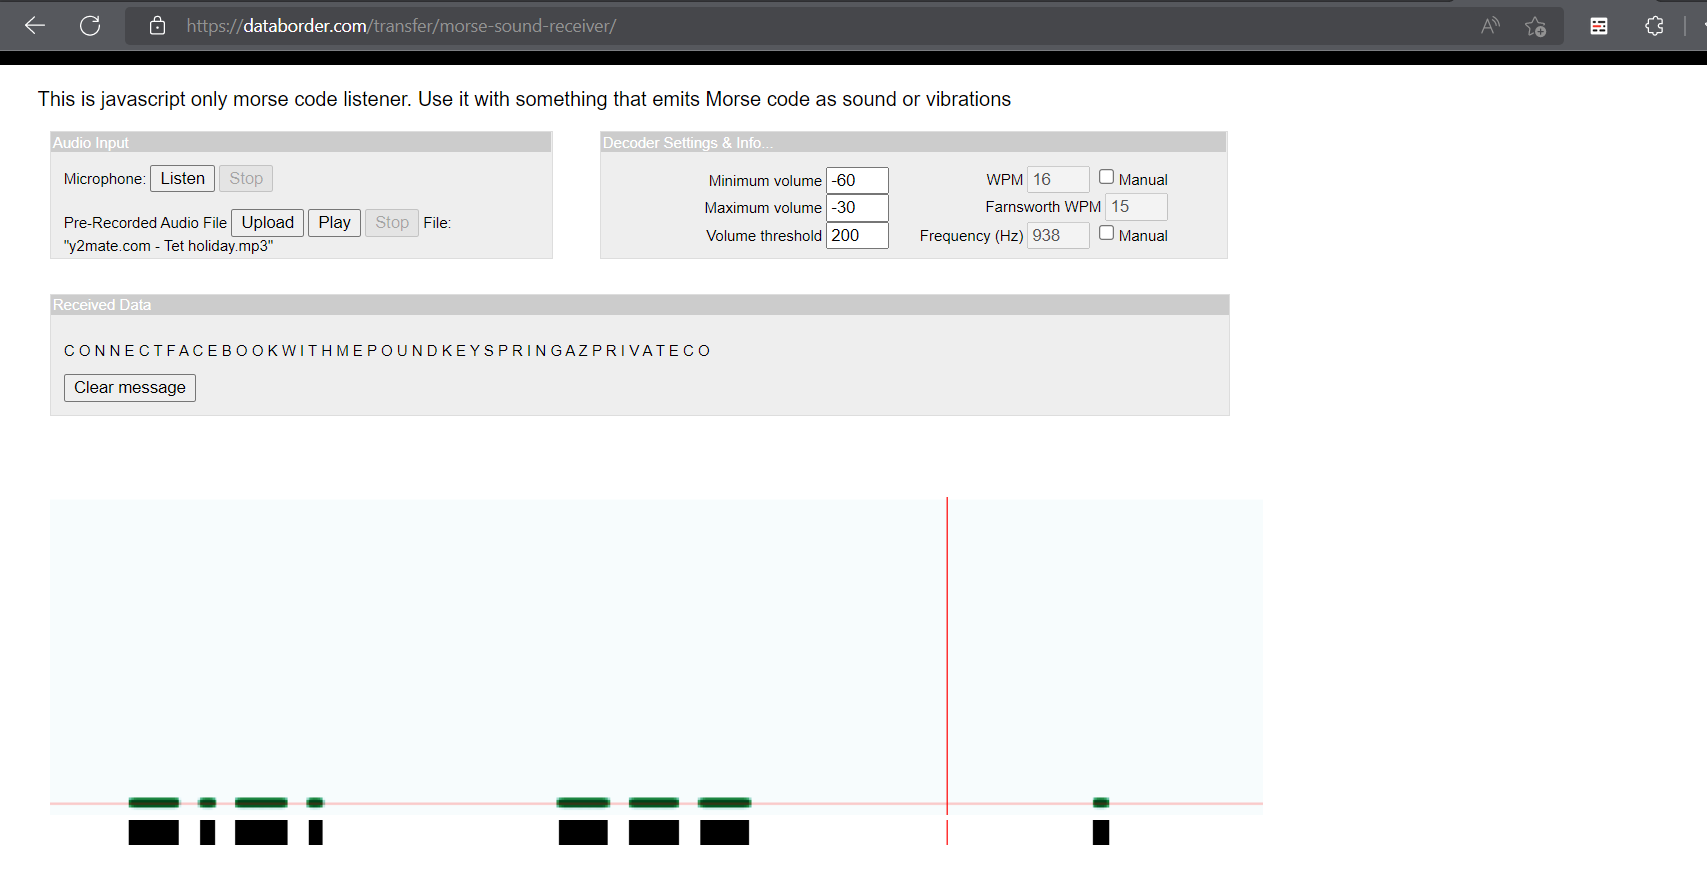 https://databorder.com/transfer/morse-sound-receiver/
This is javascript only morse code listener. Use it with something that emits Morse code as sound or vibrations
Audio Input
Microphone: Listen Stop
Pre-Recorded Audio File Upload Play Stop File:
"y2mate.com - Tet holiday.mp3"
Decoder Settings & Info...
Minimum volume -60 WPM 16 Manual
Maximum volume -30 Farnsworth WPM 15
Volume threshold 200 Frequency (Hz) 938 Manual
Received Data
C O N N E C T F A C E B O O K W I T H M E P O U N D K E Y S P R I N G A Z P R I V A T E C O
Clear message